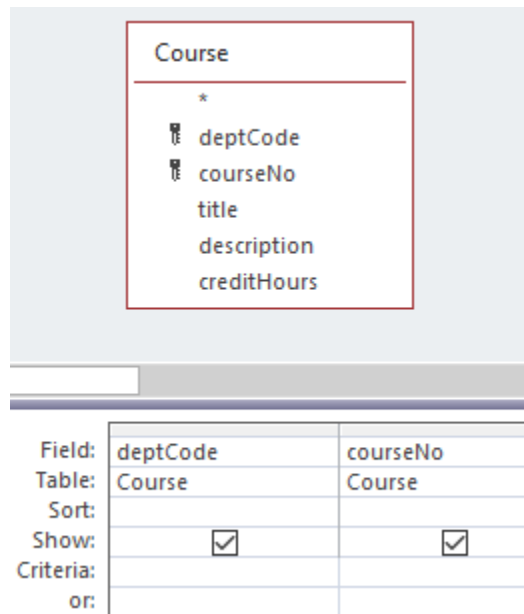 Course
*
deptCode
courseNo
title
description
creditHours
Field: deptCode courseNo
Table: Course Course
Sort:
Show:
Criteria:
or: